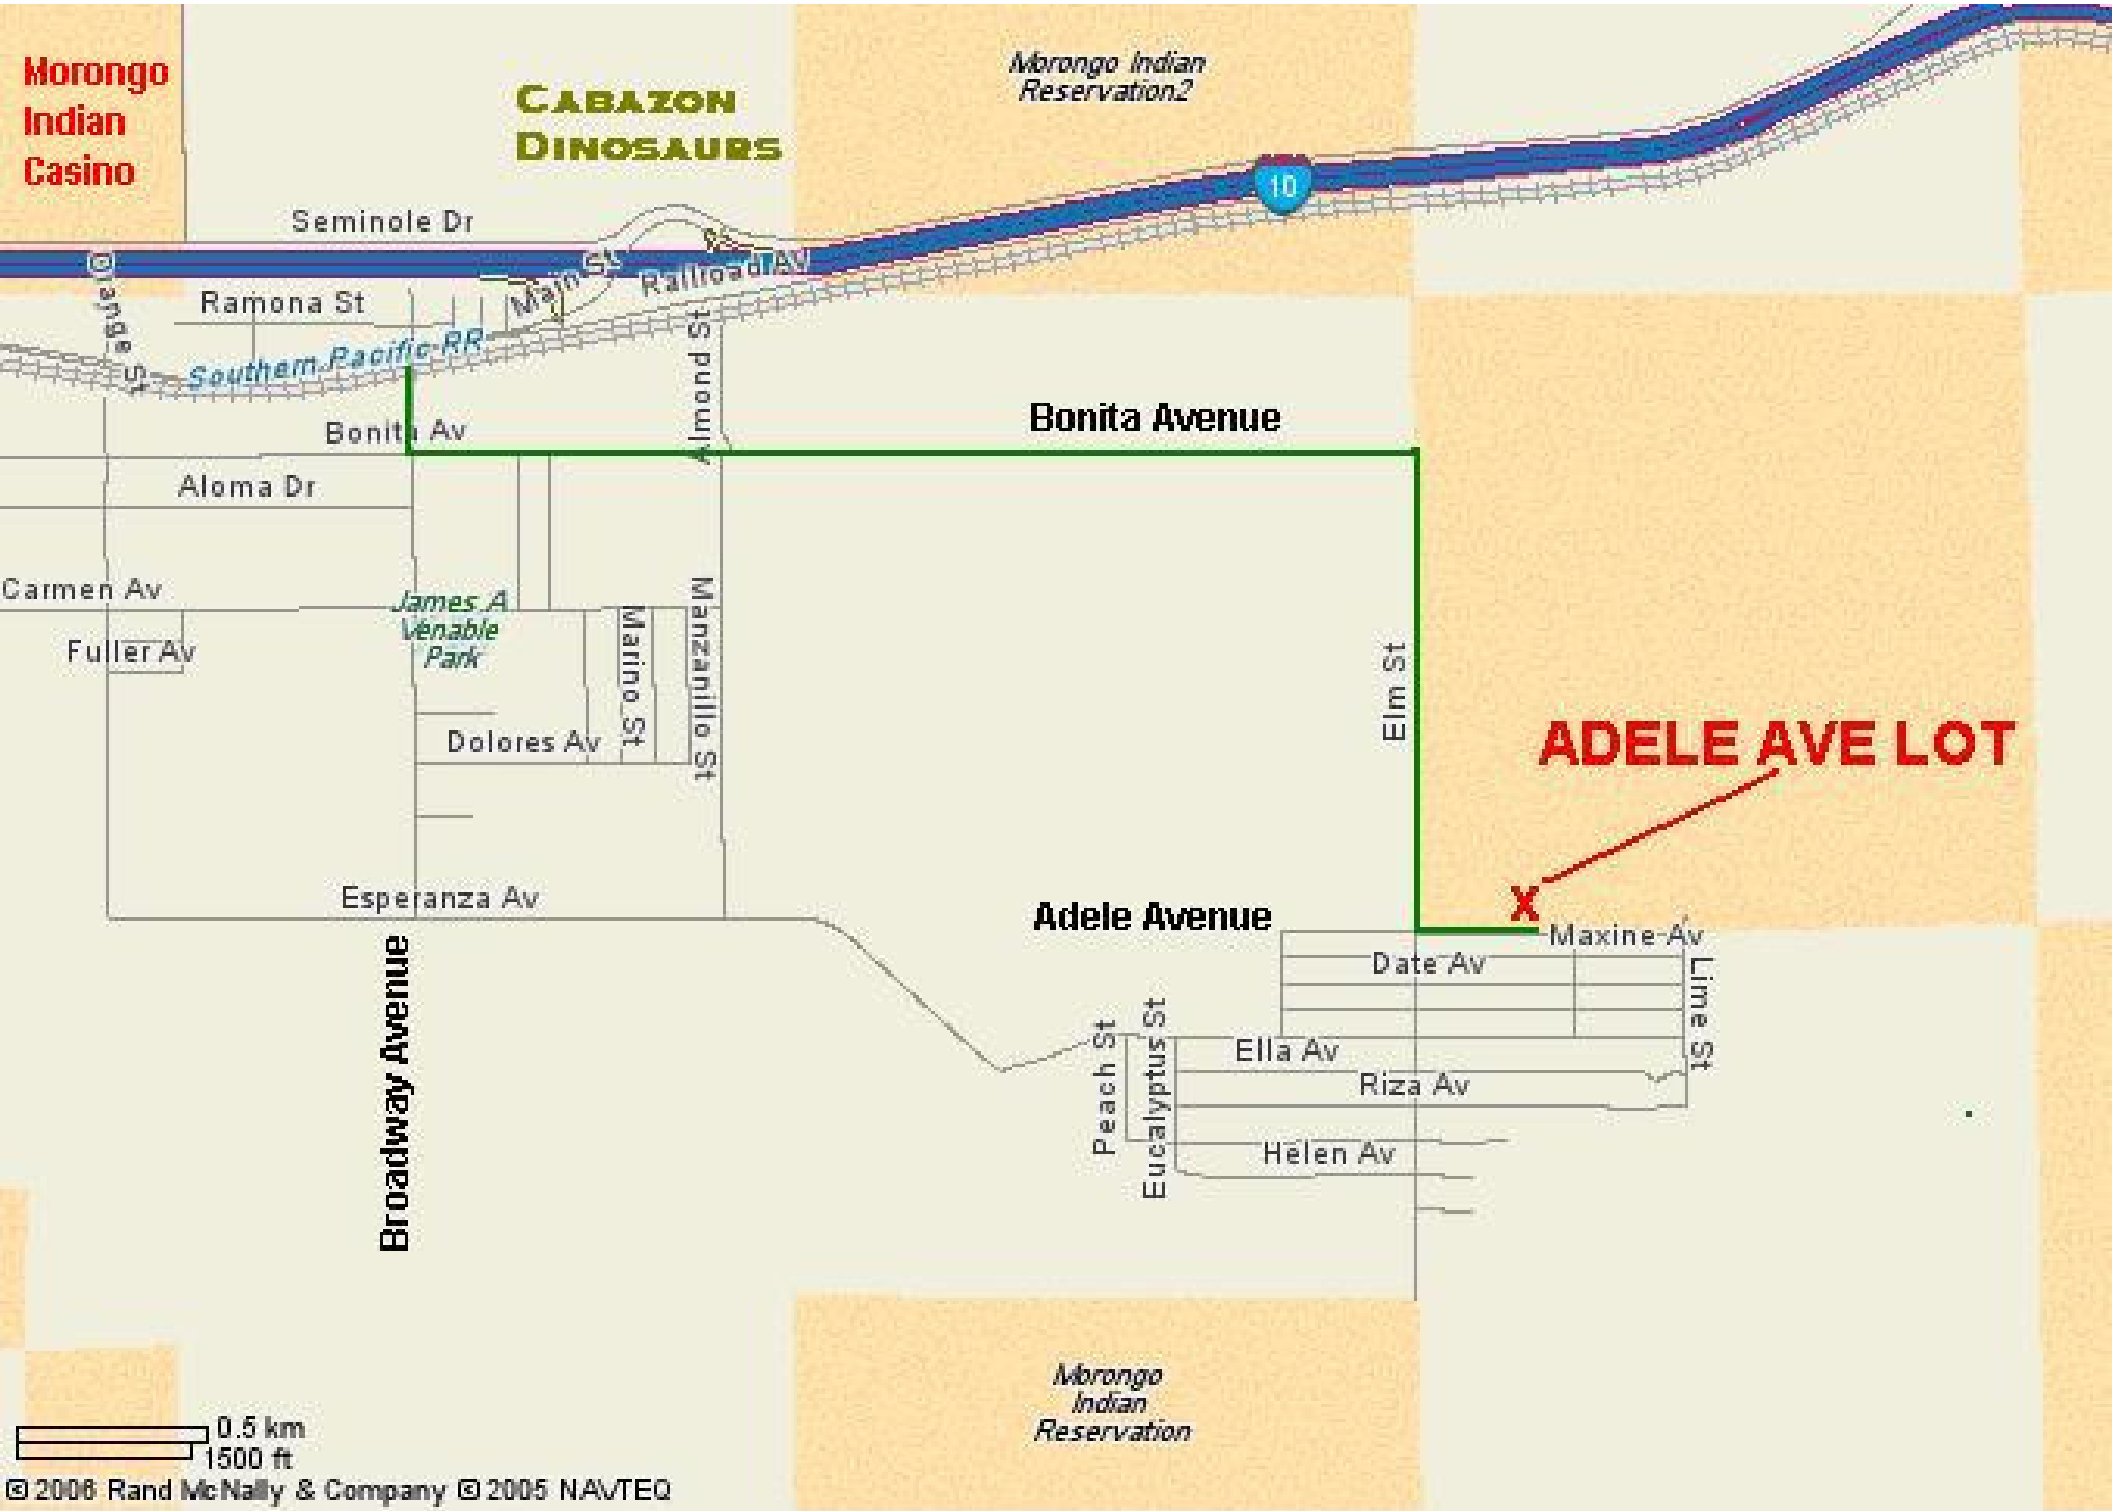 Morongo
Indian
Casino
CABAZON
DINOSAURS
Morongo Indian
Reservation2
10
Seminole Dr
Orange St
Main St
Railroad Av
Ramona St
Southern Pacific RR
Almond St
Bonita Av
Bonita Avenue
Aloma Dr
Carmen Av
James A
Venable
Park
Fuller Av
Marino St
Manzanillo St
Dolores Av
Elm St
ADELE AVE LOT
X
Esperanza Av
Adele Avenue
Maxine Av
Date Av
Lime St
Broadway Avenue
Peach St
Eucalyptus St
Ella Av
Riza Av
Helen Av
Morongo
Indian
Reservation
0.5 km
1500 ft
© 2006 Rand McNally & Company © 2005 NAVTEQ